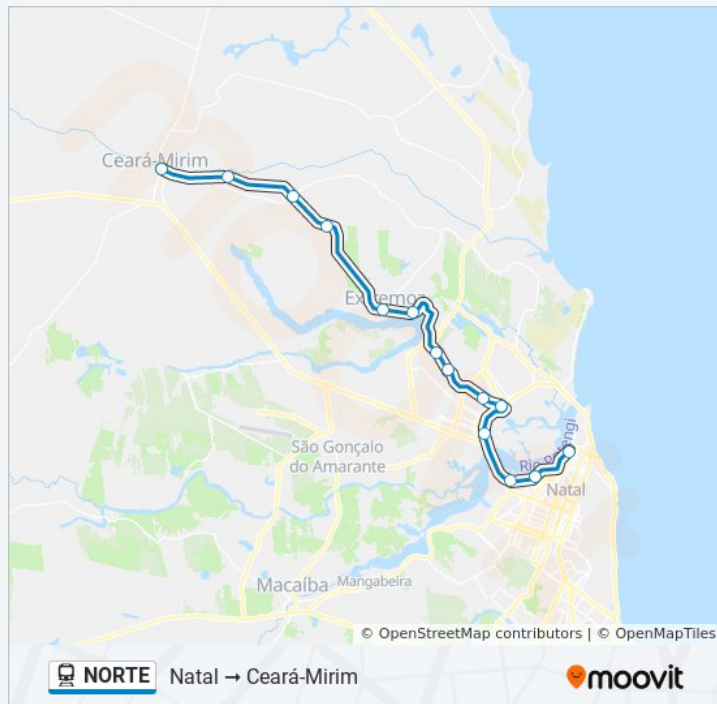 Ceará-Mirim
Extremoz
São Gonçalo
do Amarante
Rio Potengi
Natal
Macaíba
Mangabeira
© OpenStreetMap contributors | © OpenMapTiles
NORTE
Natal → Ceará-Mirim
moovit